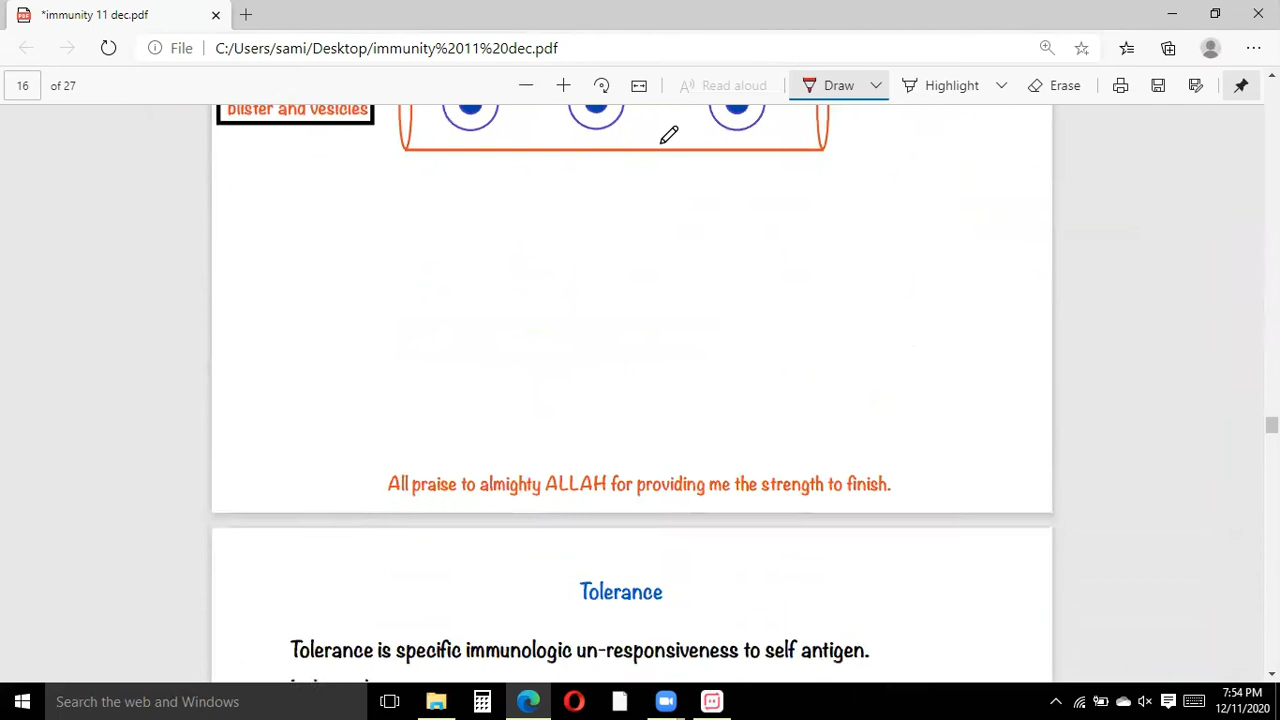 *immunity 11 dec.pdf
File C:/Users/sami/Desktop/immunity%2011%20dec.pdf
16 of 27 Read aloud Draw Highlight Erase
blister and vesicles
All praise to almighty ALLAH for providing me the strength to finish.
Tolerance
Tolerance is specific immunologic un-responsiveness to self antigen.
Search the web and Windows
7:54 PM
12/11/2020